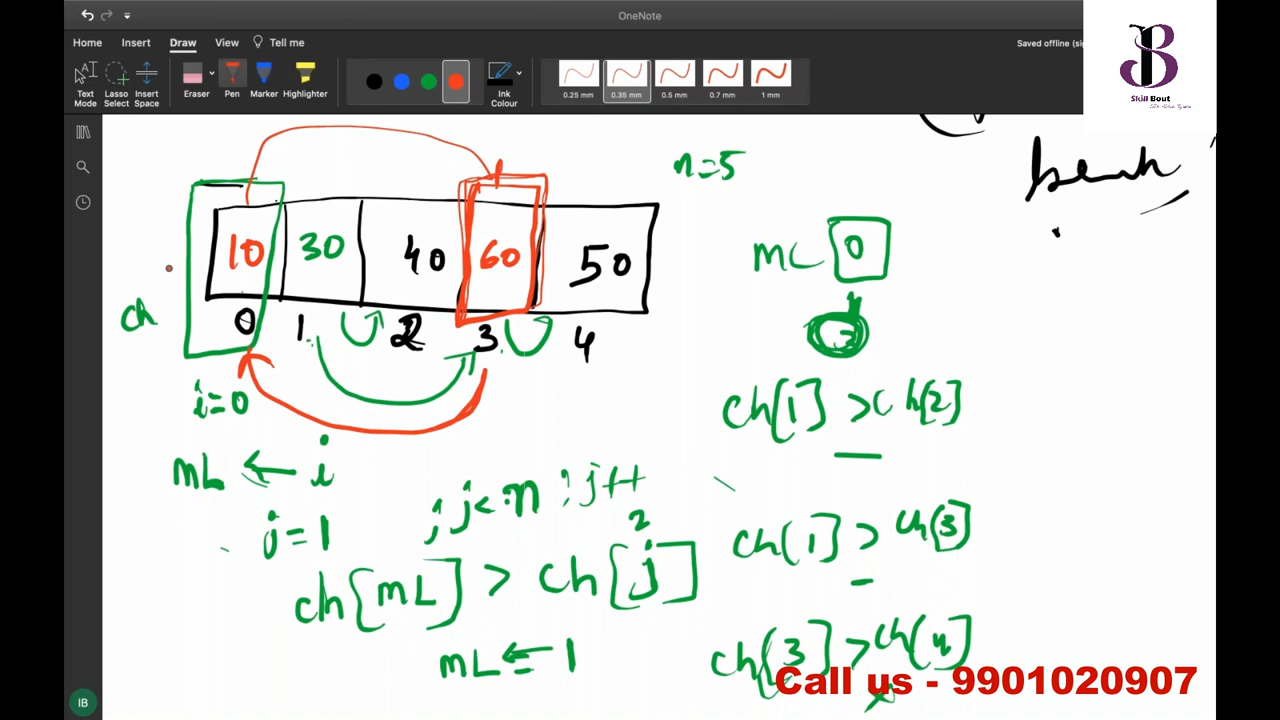 OneNote
Home Insert Draw View Tell me
Saved offline
Text Mode
Lasso Select
Insert Space
Eraser
Pen
Marker
Highlighter
Ink Colour
0.25 mm
0.35 mm
0.5 mm
0.7 mm
1 mm
Skill Bout
n=5
10 30 40 60 50
0 1 2 3 4
ch
i=0
mL ← i
j=1 ; j<n ; j++
2
ch[mL] > ch[j]
mL ← 1
mL 0
ch[1] > ch[2]
ch[1] > ch[3]
ch[3] > ch[4]
Call us - 9901020907
IB